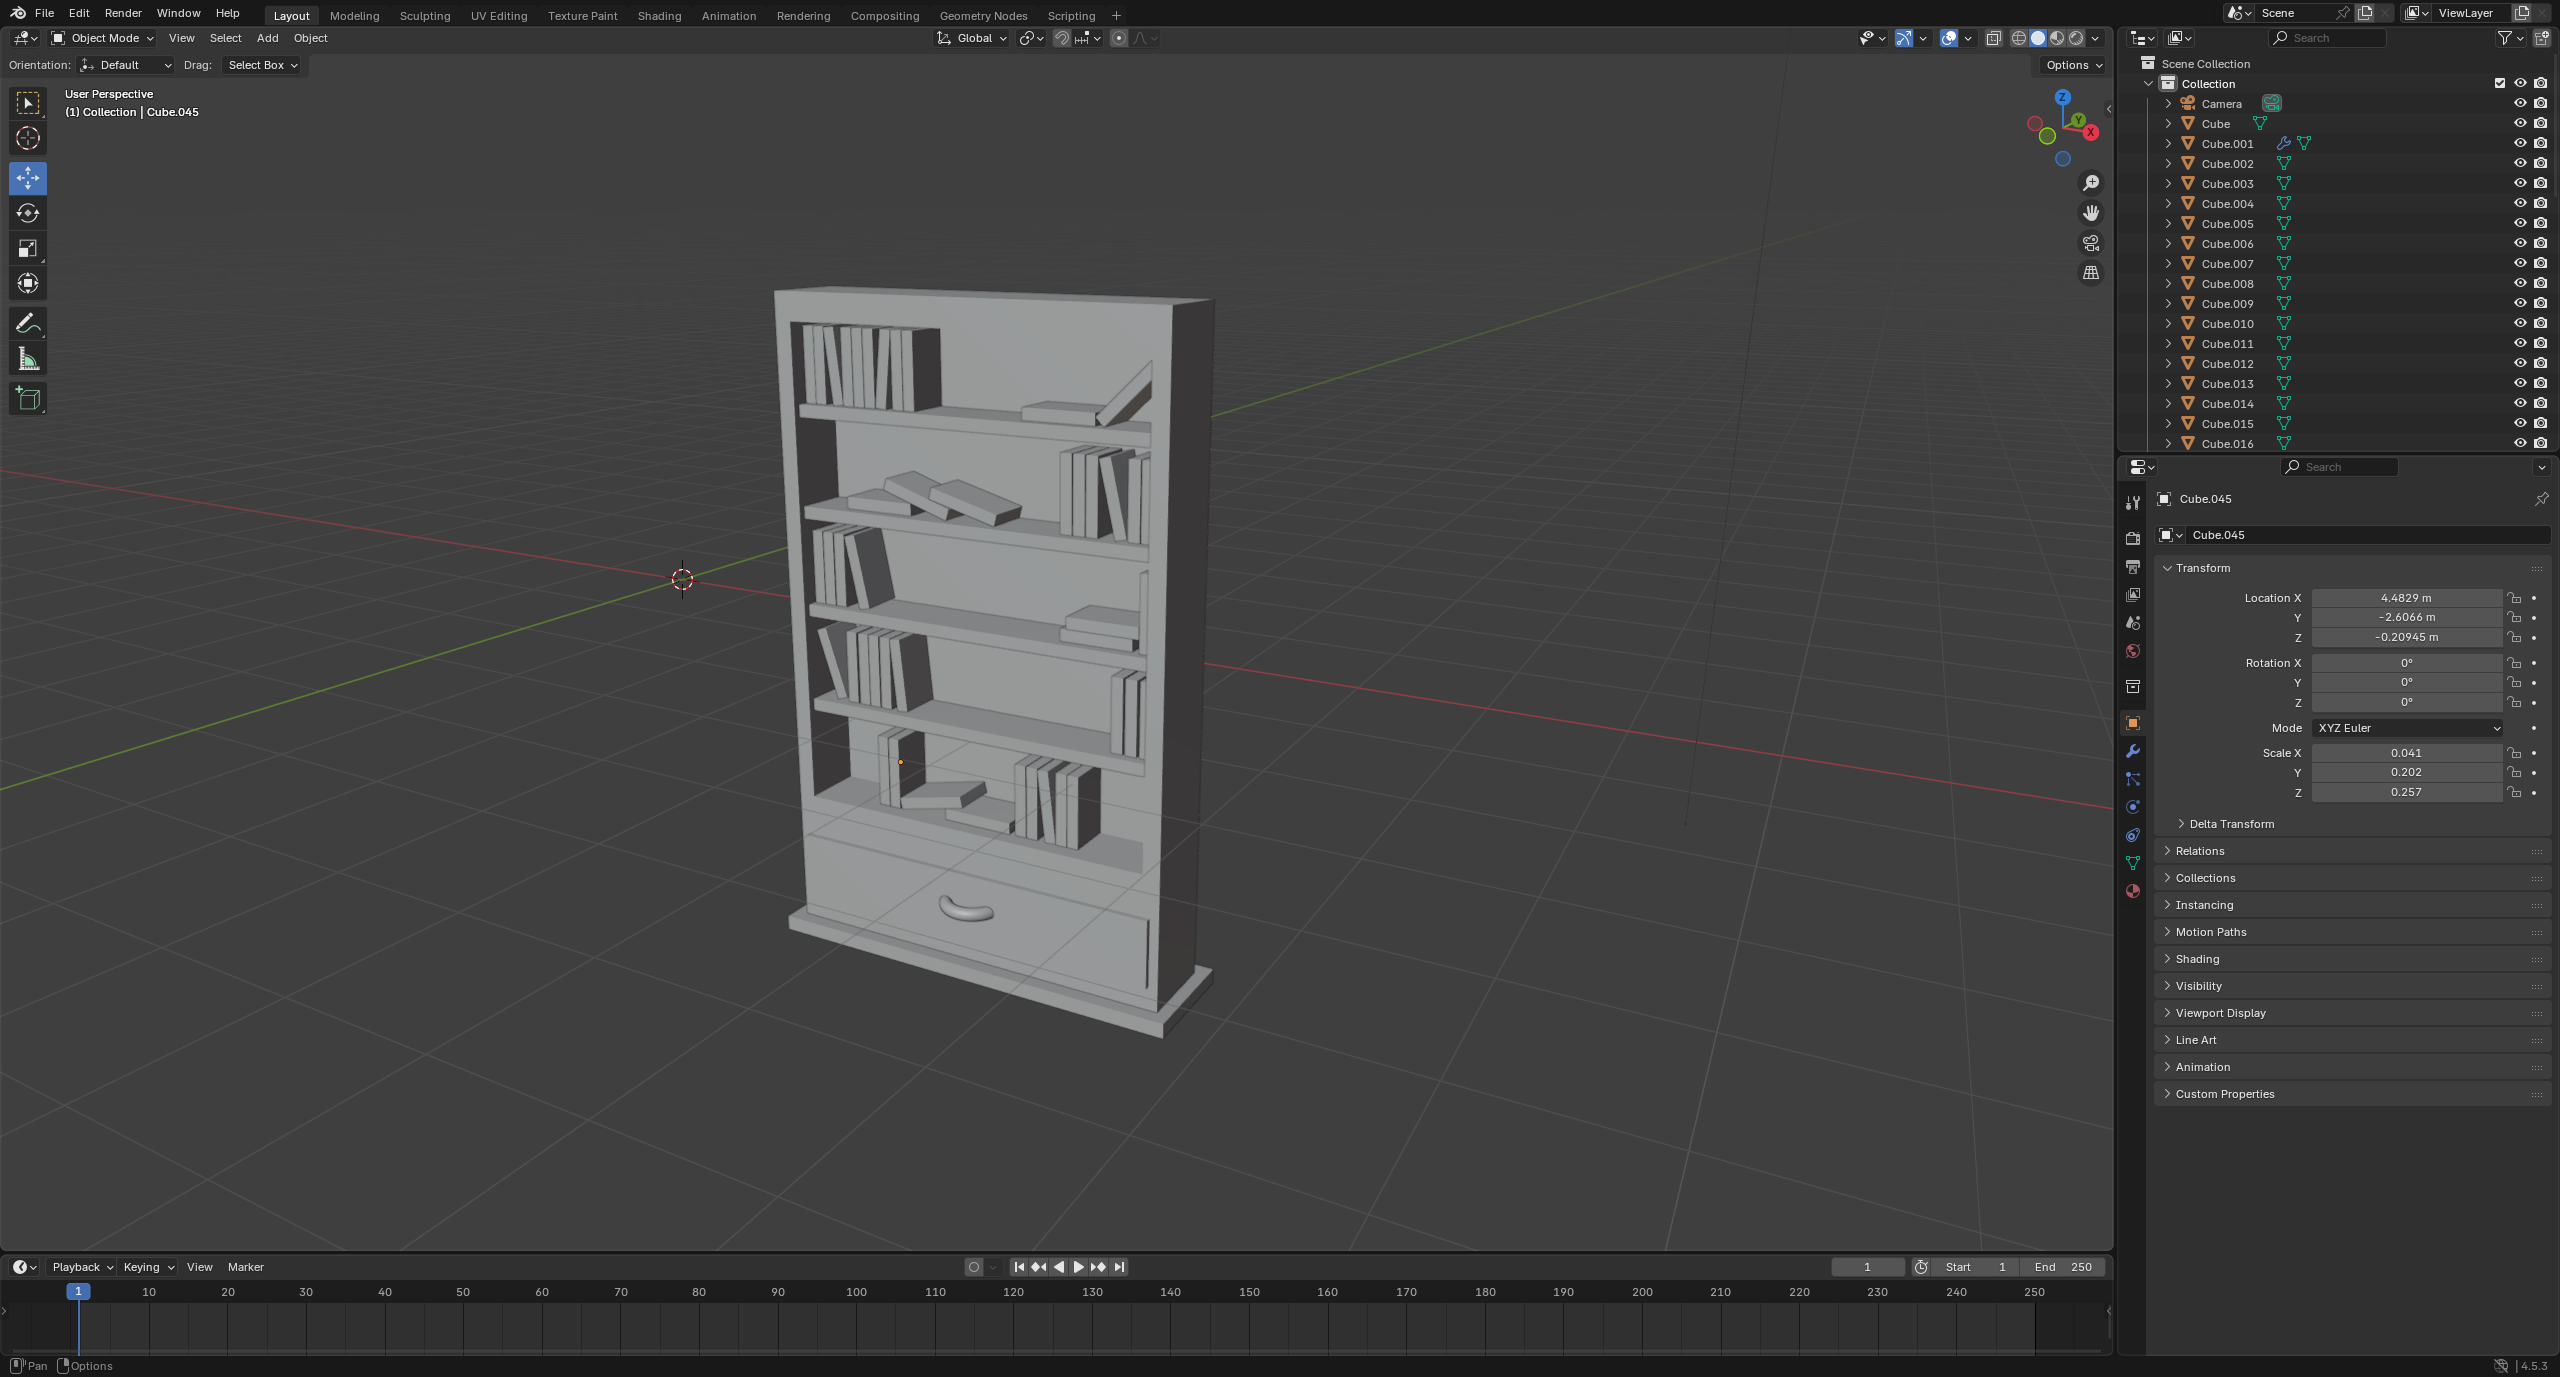 File Edit Render Window Help Layout Modeling Sculpting UV Editing Texture Paint Shading Animation Rendering Compositing Geometry Nodes Scripting + Scene ViewLayer
Object Mode View Select Add Object Global Search
Orientation: Default Drag: Select Box Options
User Perspective
(1) Collection | Cube.045
Z
Y
X
Scene Collection
Collection
Camera
Cube
Cube.001
Cube.002
Cube.003
Cube.004
Cube.005
Cube.006
Cube.007
Cube.008
Cube.009
Cube.010
Cube.011
Cube.012
Cube.013
Cube.014
Cube.015
Cube.016
Search
Cube.045
Cube.045
Transform
Location X 4.4829 m
Y -2.6066 m
Z -0.20945 m
Rotation X 0°
Y 0°
Z 0°
Mode XYZ Euler
Scale X 0.041
Y 0.202
Z 0.257
Delta Transform
Relations
Collections
Instancing
Motion Paths
Shading
Visibility
Viewport Display
Line Art
Animation
Custom Properties
Playback Keying View Marker 1 Start 1 End 250
1 10 20 30 40 50 60 70 80 90 100 110 120 130 140 150 160 170 180 190 200 210 220 230 240 250
Pan Options 4.5.3